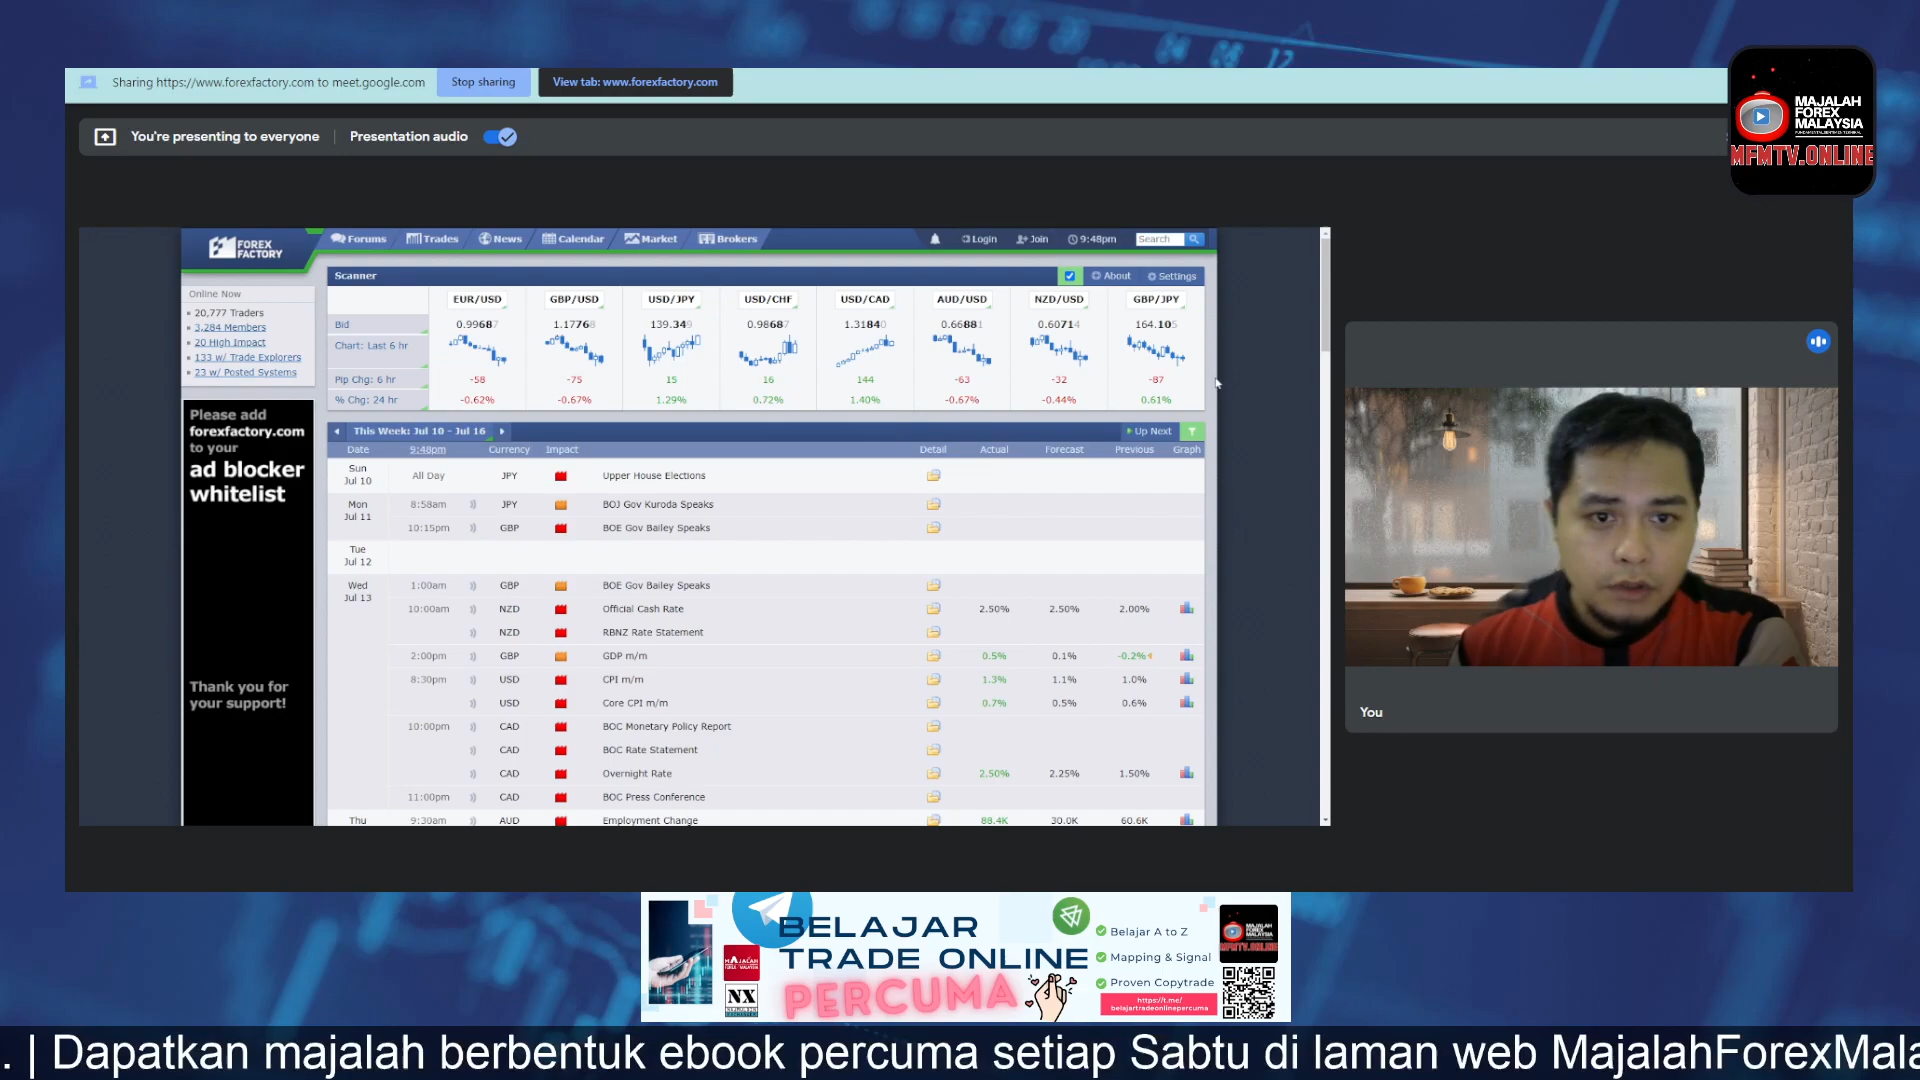 Sharing https://www.forexfactory.com to meet.google.com Stop sharing View tab: www.forexfactory.com
MAJALAH
FOREX
MALAYSIA
MFMTV.ONLINE
You're presenting to everyone Presentation audio
FOREX
FACTORY
Forums Trades News Calendar Market Brokers Login Join 9:48pm Search
Scanner About Settings
Online Now
20,777 Traders
3,284 Members
20 High Impact
133 w/ Trade Explorers
23 w/ Posted Systems
EUR/USD GBP/USD USD/JPY USD/CHF USD/CAD AUD/USD NZD/USD GBP/JPY
Bid 0.99687 1.17768 139.349 0.98687 1.31840 0.66881 0.60714 164.105
Chart: Last 6 hr
Pip Chg: 6 hr -58 -75 15 16 144 -63 -32 -87
% Chg: 24 hr -0.62% -0.67% 1.29% 0.72% 1.40% -0.67% -0.44% 0.61%
Please add
forexfactory.com
to your
ad blocker
whitelist
Thank you for
your support!
This Week: Jul 10 - Jul 16 Up Next
Date 9:48pm Currency Impact Detail Actual Forecast Previous Graph
Sun Jul 10 All Day JPY Upper House Elections
Mon Jul 11 8:58am JPY BOJ Gov Kuroda Speaks
10:15pm GBP BOE Gov Bailey Speaks
Tue Jul 12
Wed Jul 13 1:00am GBP BOE Gov Bailey Speaks
10:00am NZD Official Cash Rate 2.50% 2.50% 2.00%
NZD RBNZ Rate Statement
2:00pm GBP GDP m/m 0.5% 0.1% -0.2%
8:30pm USD CPI m/m 1.3% 1.1% 1.0%
USD Core CPI m/m 0.7% 0.5% 0.6%
10:00pm CAD BOC Monetary Policy Report
CAD BOC Rate Statement
CAD Overnight Rate 2.50% 2.25% 1.50%
11:00pm CAD BOC Press Conference
Thu 9:30am AUD Employment Change 88.4K 30.0K 60.6K
You
BELAJAR
TRADE ONLINE
PERCUMA
MAJALAH
NX
Belajar A to Z
Mapping & Signal
Proven Copytrade
https://t.me/
belajartradeonlinepercuma
MAJALAH
FOREX
MALAYSIA
MFMTV.ONLINE
. | Dapatkan majalah berbentuk ebook percuma setiap Sabtu di laman web MajalahForexMala